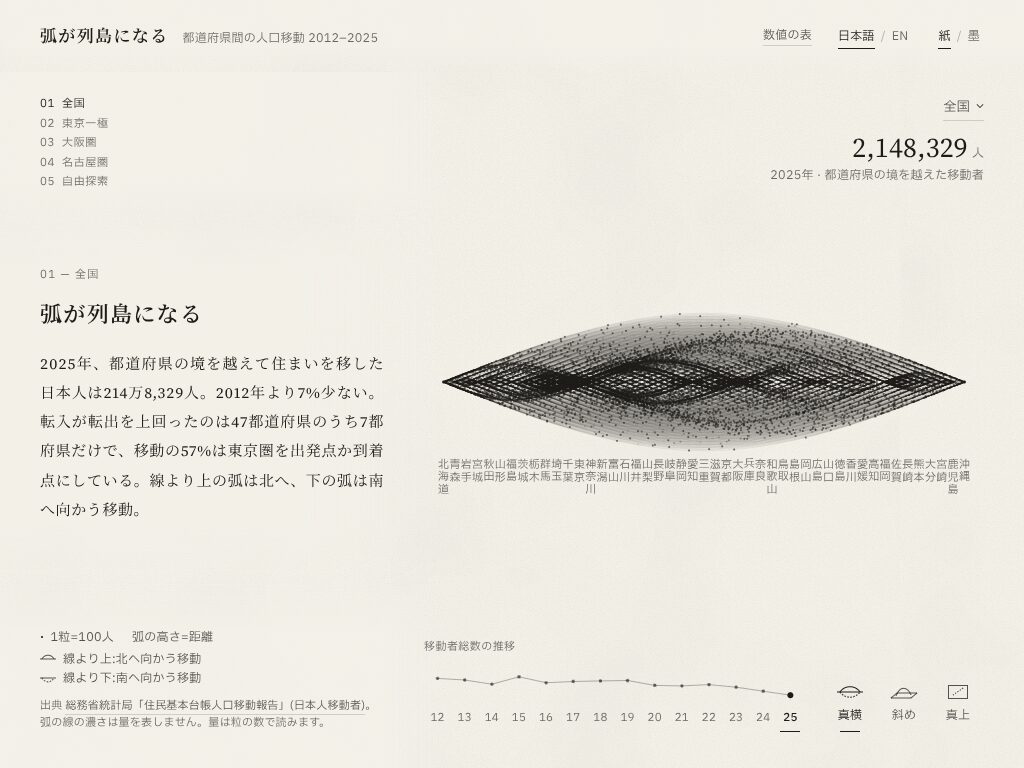 弧が列島になる
都道府県間の人口移動 2012–2025
数値の表
日本語 / EN
紙 / 墨
01 全国
02 東京一極
03 大阪圏
04 名古屋圏
05 自由探索
全国
2,148,329 人
2025年 · 都道府県の境を越えた移動者
01 — 全国
弧が列島になる
2025年、都道府県の境を越えて住まいを移した
日本人は214万8,329人。2012年より7%少ない。
転入が転出を上回ったのは47都道府県のうち7都
府県だけで、移動の57%は東京圏を出発点か到着
点にしている。線より上の弧は北へ、下の弧は南
へ向かう移動。
北海道
青森
岩手
宮城
秋田
山形
福島
茨城
栃木
群馬
埼玉
千葉
東京
神奈川
新潟
富山
石川
福井
山梨
長野
岐阜
静岡
愛知
三重
滋賀
京都
大阪
兵庫
奈良
和歌山
鳥取
島根
岡山
広島
山口
徳島
香川
愛媛
高知
福岡
佐賀
長崎
熊本
大分
宮崎
鹿児島
沖縄
・ 1粒=100人 弧の高さ=距離
線より上:北へ向かう移動
線より下:南へ向かう移動
出典 総務省統計局「住民基本台帳人口移動報告」(日本人移動者)。
弧の線の濃さは量を表しません。量は粒の数で読みます。
移動者総数の推移
12 13 14 15 16 17 18 19 20 21 22 23 24 25
真横
斜め
真上